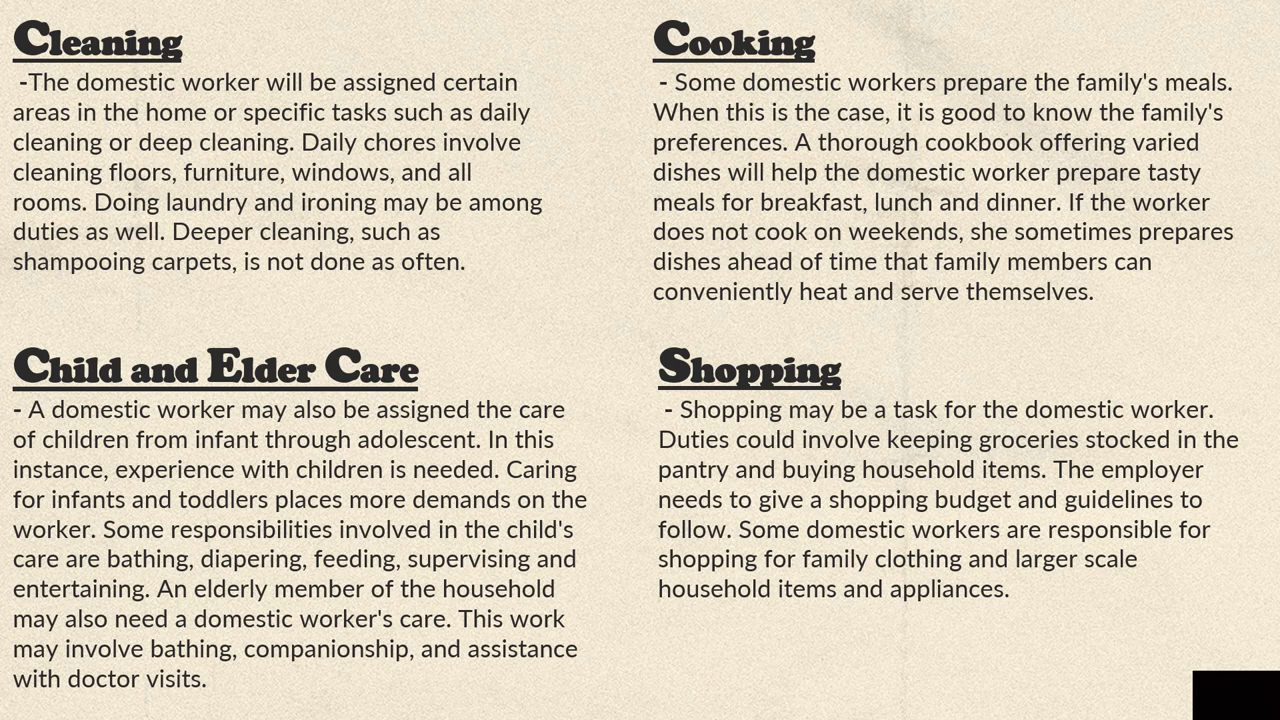 Cleaning
-The domestic worker will be assigned certain
areas in the home or specific tasks such as daily
cleaning or deep cleaning. Daily chores involve
cleaning floors, furniture, windows, and all
rooms. Doing laundry and ironing may be among
duties as well. Deeper cleaning, such as
shampooing carpets, is not done as often.
Cooking
- Some domestic workers prepare the family's meals.
When this is the case, it is good to know the family's
preferences. A thorough cookbook offering varied
dishes will help the domestic worker prepare tasty
meals for breakfast, lunch and dinner. If the worker
does not cook on weekends, she sometimes prepares
dishes ahead of time that family members can
conveniently heat and serve themselves.
Child and Elder Care
- A domestic worker may also be assigned the care
of children from infant through adolescent. In this
instance, experience with children is needed. Caring
for infants and toddlers places more demands on the
worker. Some responsibilities involved in the child's
care are bathing, diapering, feeding, supervising and
entertaining. An elderly member of the household
may also need a domestic worker's care. This work
may involve bathing, companionship, and assistance
with doctor visits.
Shopping
- Shopping may be a task for the domestic worker.
Duties could involve keeping groceries stocked in the
pantry and buying household items. The employer
needs to give a shopping budget and guidelines to
follow. Some domestic workers are responsible for
shopping for family clothing and larger scale
household items and appliances.